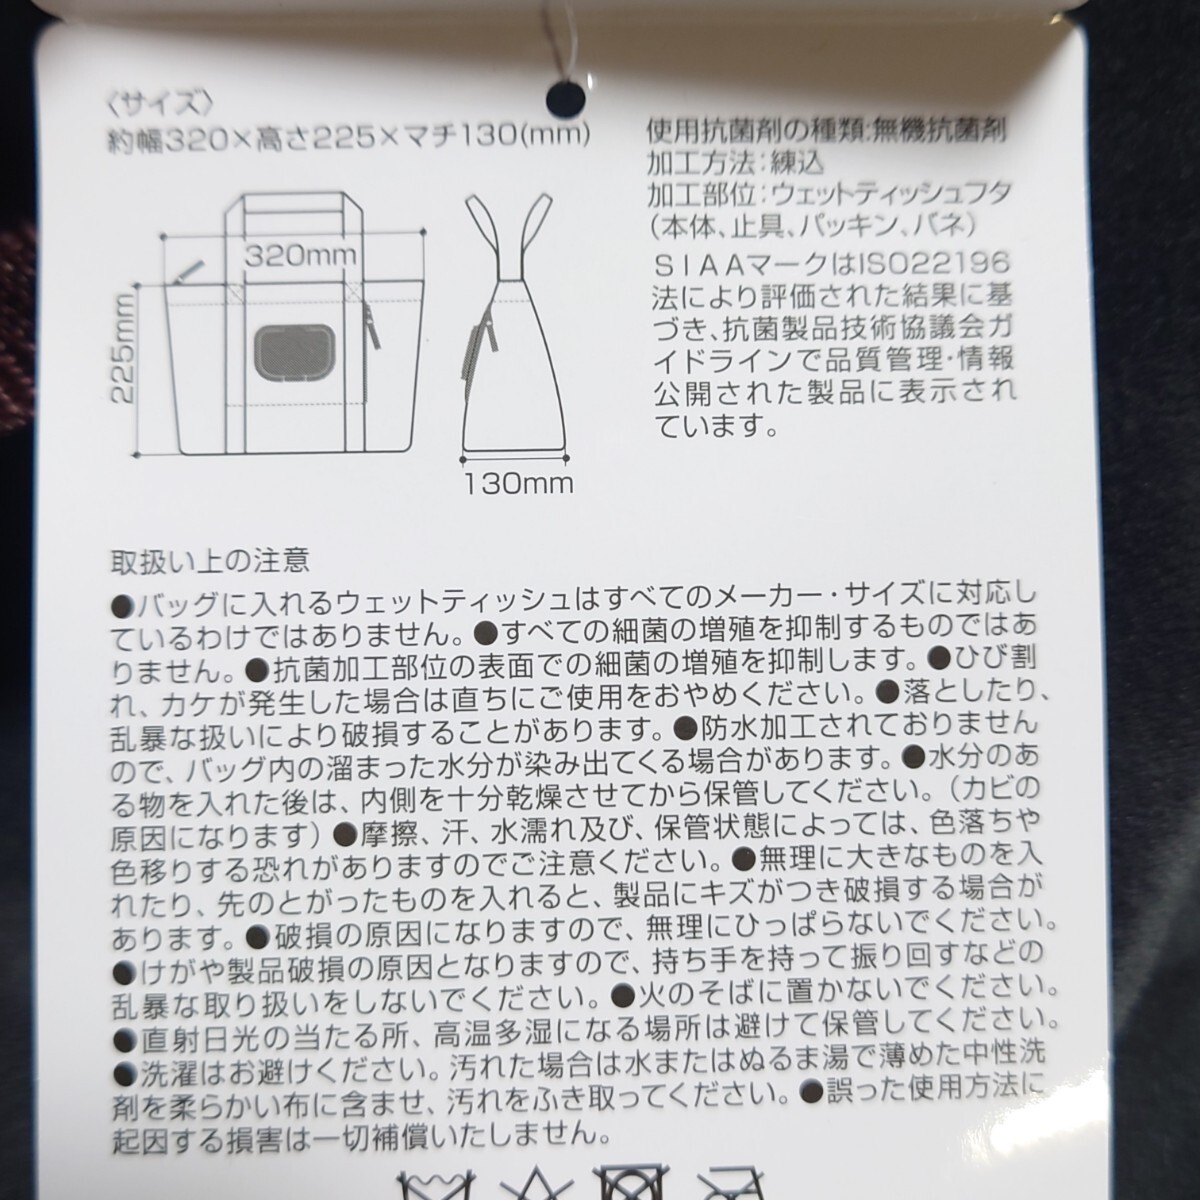 〈サイズ〉
約幅320×高さ225×マチ130(mm)
320mm
225mm
130mm
使用抗菌剤の種類:無機抗菌剤
加工方法:練込
加工部位:ウェットティッシュフタ
(本体、止具、パッキン、バネ)
SIAAマークはISO22196
法により評価された結果に基
づき、抗菌製品技術協議会ガ
イドラインで品質管理・情報
公開された製品に表示され
ています。
取扱い上の注意
●バッグに入れるウェットティッシュはすべてのメーカー・サイズに対応し
ているわけではありません。●すべての細菌の増殖を抑制するものではあ
りません。●抗菌加工部位の表面での細菌の増殖を抑制します。●ひび割
れ、カケが発生した場合は直ちにご使用をおやめください。●落としたり、
乱暴な扱いにより破損することがあります。●防水加工されておりません
ので、バッグ内の溜まった水分が染み出てくる場合があります。●水分のあ
る物を入れた後は、内側を十分乾燥させてから保管してください。(カビの
原因になります)●摩擦、汗、水濡れ及び、保管状態によっては、色落ちや
色移りする恐れがありますのでご注意ください。●無理に大きなものを入
れたり、先のとがったものを入れると、製品にキズがつき破損する場合が
あります。●破損の原因になりますので、無理にひっぱらないでください。
●けがや製品破損の原因となりますので、持ち手を持って振り回すなどの
乱暴な取り扱いをしないでください。●火のそばに置かないでください。
●直射日光の当たる所、高温多湿になる場所は避けて保管してください。
●洗濯はお避けください。汚れた場合は水またはぬるま湯で薄めた中性洗
剤を柔らかい布に含ませ、汚れをふき取ってください。●誤った使用方法に
起因する損害は一切補償いたしません。